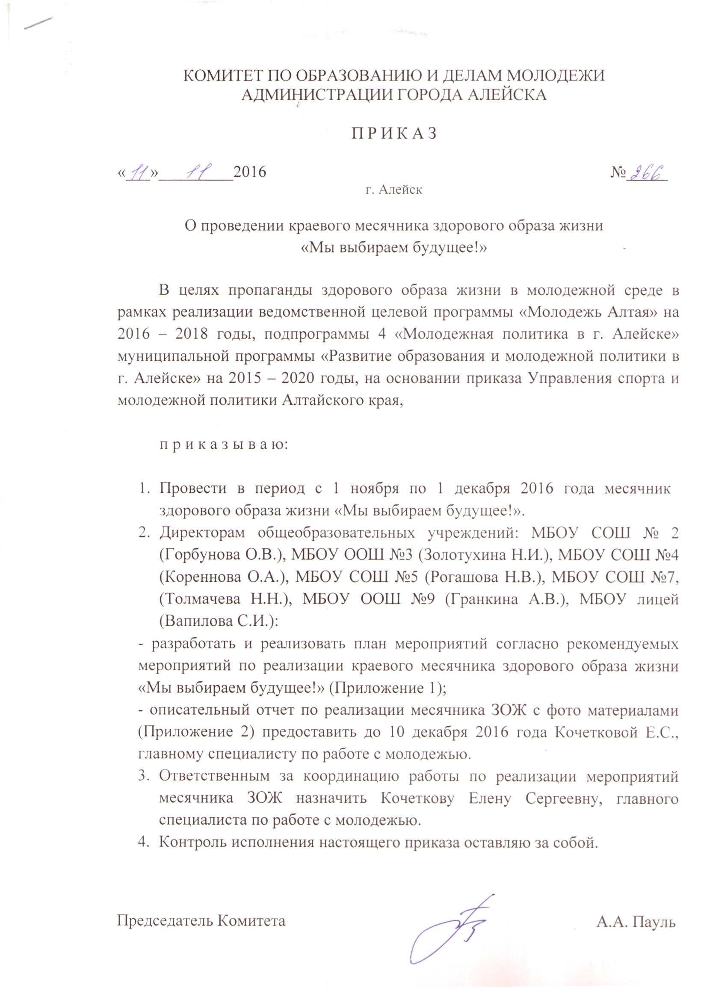 КОМИТЕТ ПО ОБРАЗОВАНИЮ И ДЕЛАМ МОЛОДЕЖИ
АДМИНИСТРАЦИИ ГОРОДА АЛЕЙСКА
П Р И К А З
«11» 11 2016 № 266
г. Алейск
О проведении краевого месячника здорового образа жизни
«Мы выбираем будущее!»
В целях пропаганды здорового образа жизни в молодежной среде в
рамках реализации ведомственной целевой программы «Молодежь Алтая» на
2016 – 2018 годы, подпрограммы 4 «Молодежная политика в г. Алейске»
муниципальной программы «Развитие образования и молодежной политики в
г. Алейске» на 2015 – 2020 годы, на основании приказа Управления спорта и
молодежной политики Алтайского края,
п р и к а з ы в а ю:
1. Провести в период с 1 ноября по 1 декабря 2016 года месячник
здорового образа жизни «Мы выбираем будущее!».
2. Директорам общеобразовательных учреждений: МБОУ СОШ № 2
(Горбунова О.В.), МБОУ ООШ №3 (Золотухина Н.И.), МБОУ СОШ №4
(Кореннова О.А.), МБОУ СОШ №5 (Рогашова Н.В.), МБОУ СОШ №7,
(Толмачева Н.Н.), МБОУ ООШ №9 (Гранкина А.В.), МБОУ лицей
(Вапилова С.И.):
- разработать и реализовать план мероприятий согласно рекомендуемых
мероприятий по реализации краевого месячника здорового образа жизни
«Мы выбираем будущее!» (Приложение 1);
- описательный отчет по реализации месячника ЗОЖ с фото материалами
(Приложение 2) предоставить до 10 декабря 2016 года Кочетковой Е.С.,
главному специалисту по работе с молодежью.
3. Ответственным за координацию работы по реализации мероприятий
месячника ЗОЖ назначить Кочеткову Елену Сергеевну, главного
специалиста по работе с молодежью.
4. Контроль исполнения настоящего приказа оставляю за собой.
Председатель Комитета А.А. Пауль